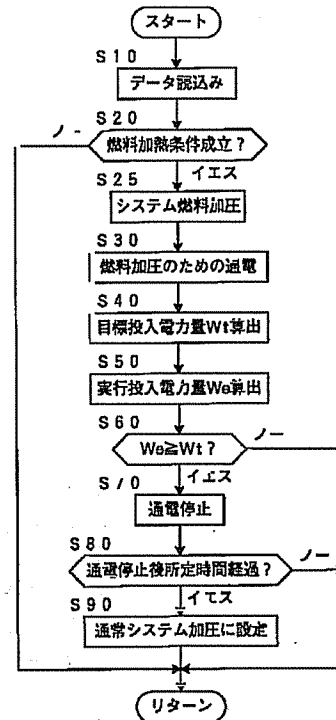 スタート
S10
データ読込み
S20
ノー
燃料加熱条件成立?
イエス
S25
システム燃料加圧
S30
燃料加圧のための通電
S40
目標投入電力量Wt算出
S50
実行投入電力量We算出
S60
We≧Wt?
ノー
イエス
S70
通電停止
S80
通電停止後所定時間経過?
ノー
イエス
S90
通常システム加圧に設定
リターン